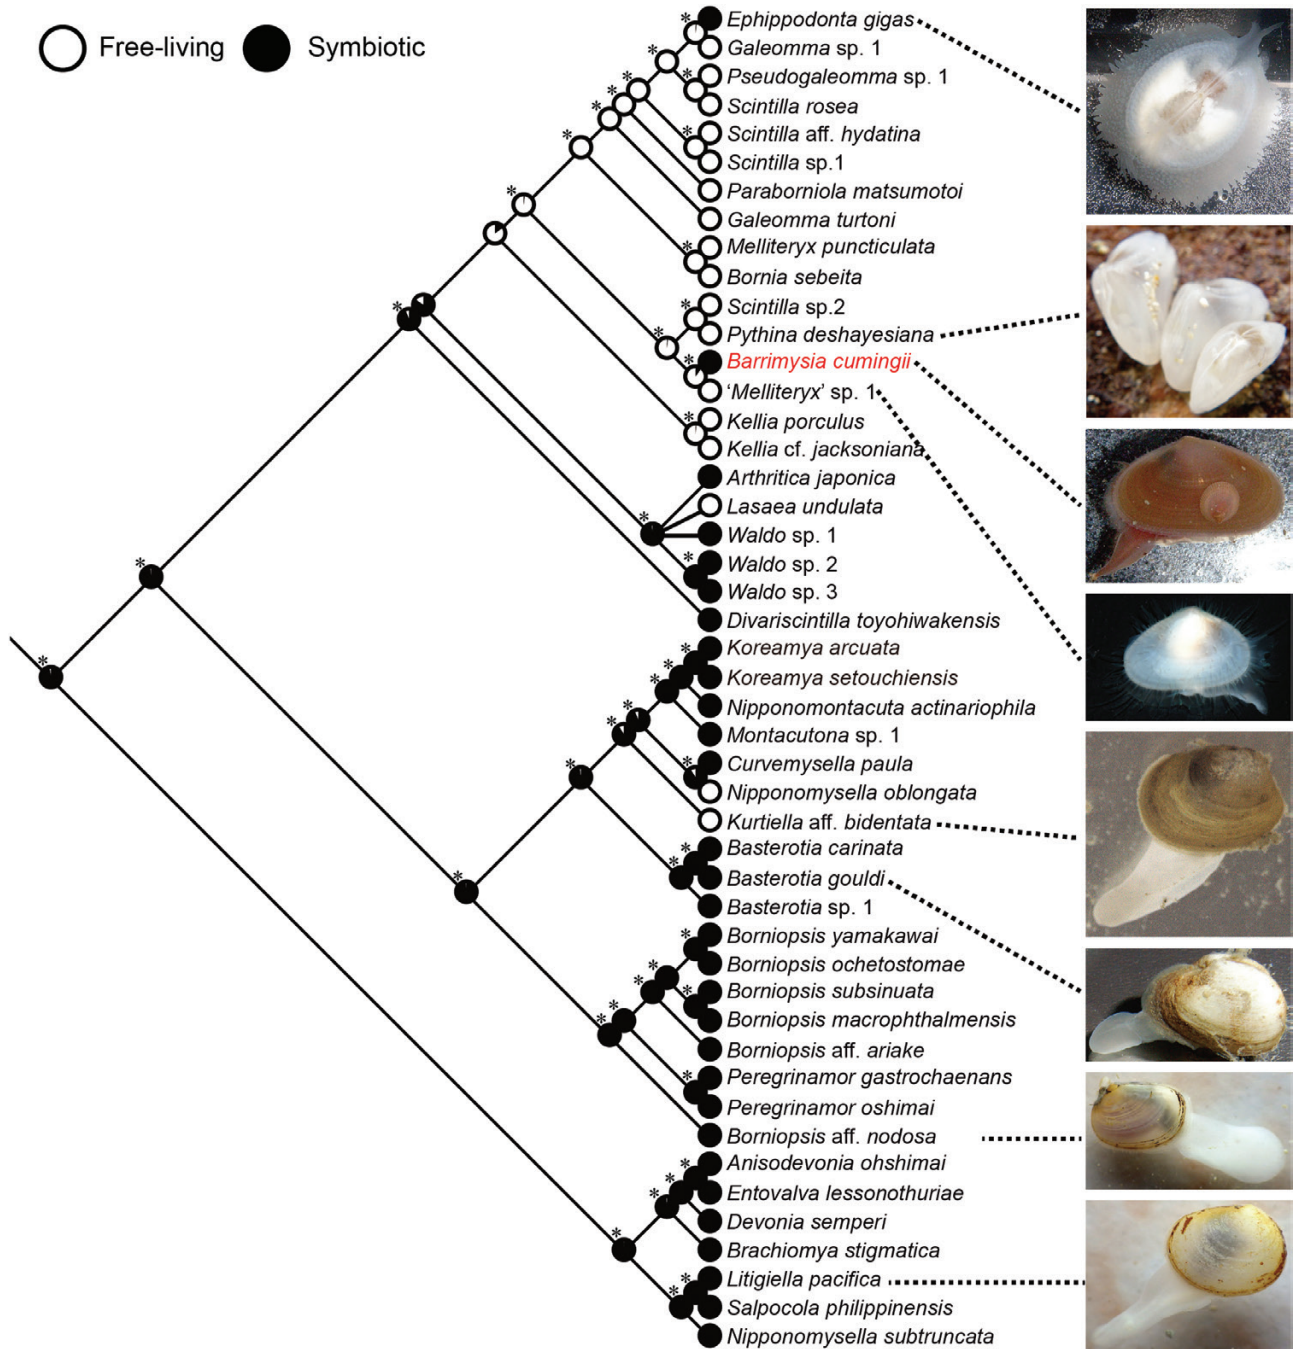 Free-living
Symbiotic
Ephippodonta gigas
Galeomma sp. 1
Pseudogaleomma sp. 1
Scintilla rosea
Scintilla aff. hydatina
Scintilla sp.1
Paraborniola matsumotoi
Galeomma turtoni
Melliteryx puncticulata
Bornia sebeita
Scintilla sp.2
Pythina deshayesiana
Barrimysia cumingii
‘Melliteryx’ sp. 1
Kellia porculus
Kellia cf. jacksoniana
Arthritica japonica
Lasaea undulata
Waldo sp. 1
Waldo sp. 2
Waldo sp. 3
Divariscintilla toyohiwakensis
Koreamya arcuata
Koreamya setouchiensis
Nipponomontacuta actinariophila
Montacutona sp. 1
Curvemysella paula
Nipponomysella oblongata
Kurtiella aff. bidentata
Basterotia carinata
Basterotia gouldi
Basterotia sp. 1
Borniopsis yamakawai
Borniopsis ochetostomae
Borniopsis subsinuata
Borniopsis macrophthalmensis
Borniopsis aff. ariake
Peregrinamor gastrochaenans
Peregrinamor oshimai
Borniopsis aff. nodosa
Anisodevonia ohshimai
Entovalva lessonothuriae
Devonia semperi
Brachiomya stigmatica
Litigiella pacifica
Salpocola philippinensis
Nipponomysella subtruncata